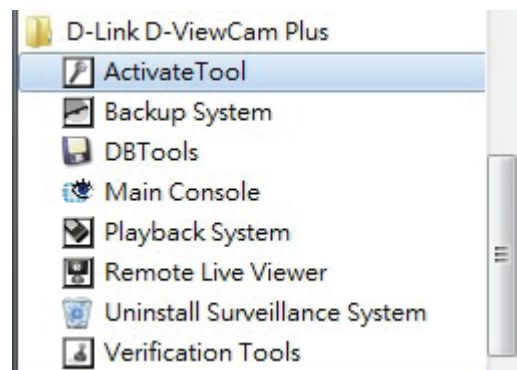 D-Link D-ViewCam Plus
ActivateTool
Backup System
DBTools
Main Console
Playback System
Remote Live Viewer
Uninstall Surveillance System
Verification Tools